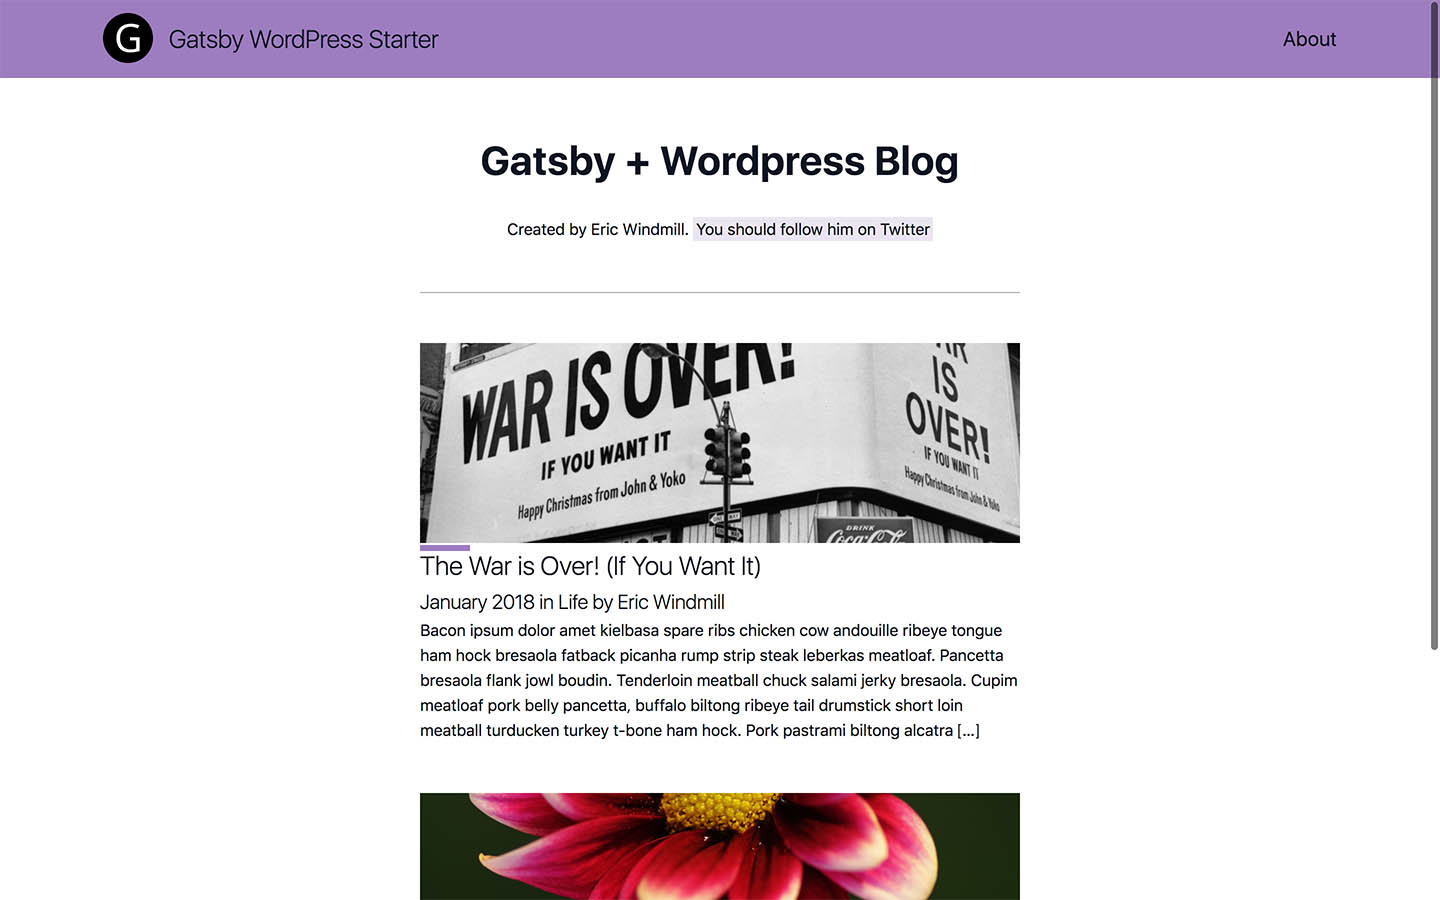 G Gatsby WordPress Starter
About
Gatsby + Wordpress Blog
Created by Eric Windmill. You should follow him on Twitter
WAR IS OVER!
IF YOU WANT IT
Happy Christmas from John & Yoko
IS
OVER!
IF YOU WANT IT
Happy Christmas from John & Yoko
DRINK
Coca-Cola
The War is Over! (If You Want It)
January 2018 in Life by Eric Windmill
Bacon ipsum dolor amet kielbasa spare ribs chicken cow andouille ribeye tongue
ham hock bresaola fatback picanha rump strip steak leberkas meatloaf. Pancetta
bresaola flank jowl boudin. Tenderloin meatball chuck salami jerky bresaola. Cupim
meatloaf pork belly pancetta, buffalo biltong ribeye tail drumstick short loin
meatball turducken turkey t-bone ham hock. Pork pastrami biltong alcatra [...]